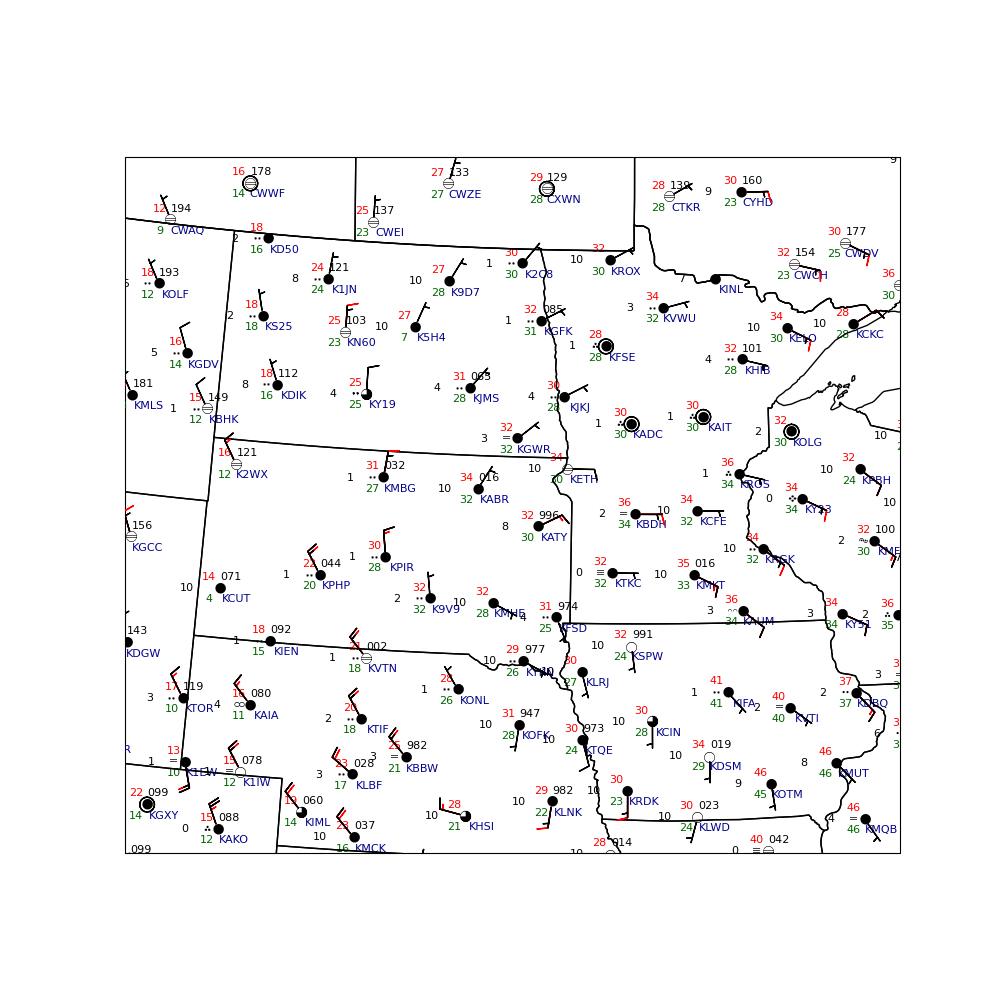 9
16 178
14 CWWF
27 133
27 CWZE
29 129
28 CXWN
28 139
28 CTKR
9 30 160
23 CYHD
12 194
9 CWAQ
25 137
23 CWEI
30 177
25 CWDV
2 18
16 KD50
1 30
30 K2C8
10 32
KROX
32 154
23 CWCH
18 193
12 KOLF
8 24 121
24 K1JN
10 27
28 K9D7
7 KINL
36
30
2 18
18 KS25
25 103
23 KN60
10 27
7 K5H4
1 32 085
31 KGFK
3 34
32 KVWU
10 34
KELO
10 28
28 KCKC
5 16
14 KGDV
1 28
28 KFSE
4 32 101
28 KHIB
181
KMLS
1 15 149
12 KBHK
8 18 112
16 KDIK
4 25
25 KY19
4 31 063
28 KJMS
4 30
28 KJKJ
1 30
30 KADC
1 30
30 KAIT
2 32
30 KOLG
10
3 32
32 KGWR
16 121
12 K2WX
1 31 032
27 KMBG
10 34 016
32 KABR
10 34
30 KETH
1 36
34 KROS
10 32
24 KPBH
0 34
34 KY23
10
156
KGCC
8 32 996
30 KATY
2 36
34 KBDH
10 34
32 KCFE
10 34
32 KRGK
2 32 100
30 KMFI
1 30
28 KPIR
1 22 044
20 KPHP
10 14 071
4 KCUT
0 32
32 KTKC
10 35 016
33 KMKT
2 32
32 K9V9
10 32
28 KMHE
4 31 974
25 KFSD
3 36
34 KAUM
3 34
34 KY51
2 36
35
143
KDGW
1 18 092
15 KIEN
1 21 002
18 KVTN
10 29 977
26 KYKN
10 32 991
24 KSPW
10 30
27 KLRJ
3 17 119
10 KTOR
4 16 080
11 KAIA
1 28
26 KONL
1 41
41 KIFA
2 40
40 KYTI
2 37
37 KDBQ
3
2 20
18 KTIF
10 31 947
28 KOFK
10 30 973
24 KTQE
10 30
28 KCIN
6
1 13
10 K1DW
15 078
12 K1IW
3 23 028
17 KLBF
3 25 982
21 KBBW
10 34 019
29 KDSM
9 46
45 KOTM
8 46
46 KMUT
22 099
14 KGXY
0 15 088
12 KAKO
19 060
14 KIML
10 23 037
16 KMCK
10 28
21 KHSI
10 29 982
22 KLNK
10 30
23 KRDK
10 30 023
24 KLWD
4 46
46 KMQB
099
10 28 014
0 40 042